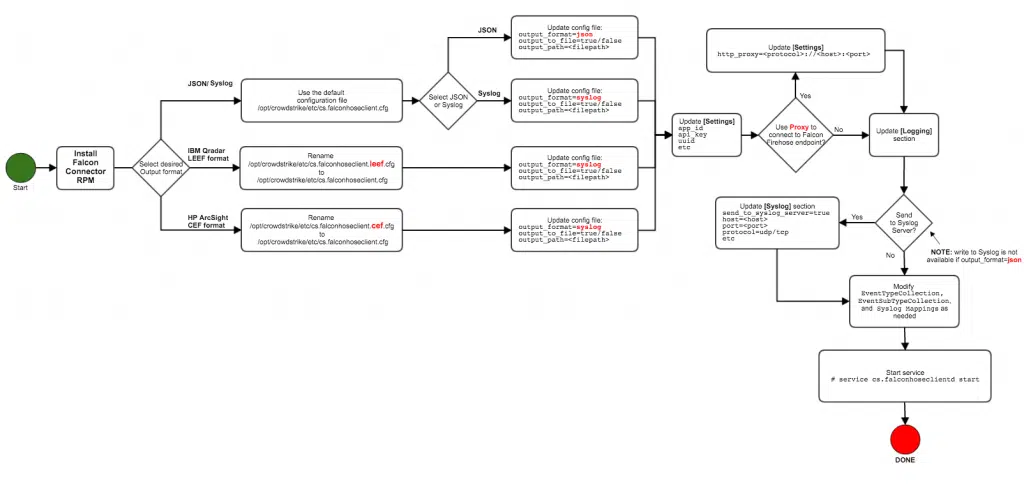 Start
Install
Falcon
Connector
RPM
Select desired
Output format
JSON/ Syslog
Use the default
configuration file
/opt/crowdstrike/etc/cs.falconhoseclient.cfg
Select JSON
or Syslog
JSON
Update config file:
output_format=json
output_to_file=true/false
output_path=<filepath>
Syslog
Update config file:
output_format=syslog
output_to_file=true/false
output_path=<filepath>
IBM Qradar
LEEF format
Rename
/opt/crowdstrike/etc/cs.falconhoseclient.leef.cfg
to
/opt/crowdstrike/etc/cs.falconhoseclient.cfg
Update config file:
output_format=syslog
output_to_file=true/false
output_path=<filepath>
HP ArcSight
CEF format
Rename
/opt/crowdstrike/etc/cs.falconhoseclient.cef.cfg
to
/opt/crowdstrike/etc/cs.falconhoseclient.cfg
Update config file:
output_format=syslog
output_to_file=true/false
output_path=<filepath>
Update [Settings]
app_id
api_key
uuid
etc
Use Proxy to
connect to Falcon
Firehose endpoint?
Yes
Update [Settings]
http_proxy=<protocol>://<host>:<port>
No
Update [Logging]
section
Send
to Syslog
Server?
NOTE: write to Syslog is not
available if output_format=json
Yes
Update [Syslog] section
send_to_syslog_server=true
host=<host>
port=<port>
protocol=udp/tcp
etc
No
Modify
EventTypeCollection,
EventSubTypeCollection,
and Syslog Mappings as
needed
Start service
# service cs.falconhoseclientd start
DONE